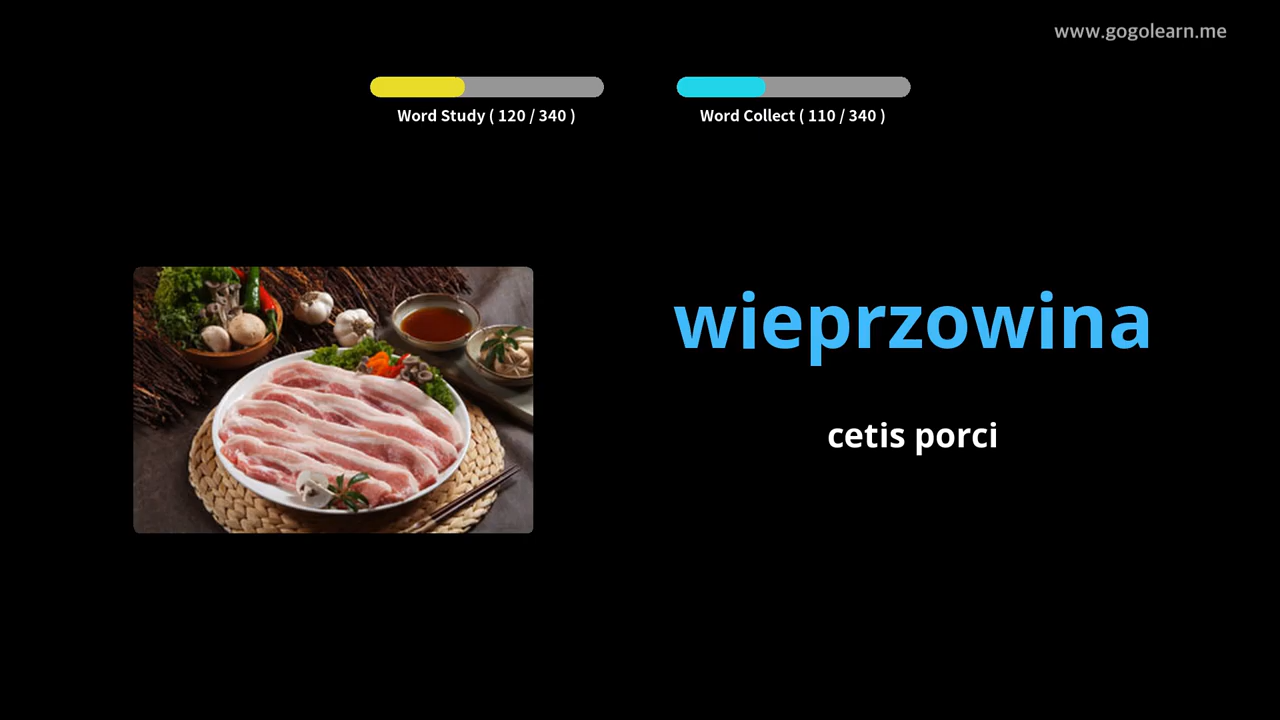 www.gogolearn.me
Word Study ( 120 / 340 )
Word Collect ( 110 / 340 )
wieprzowina
cetis porci